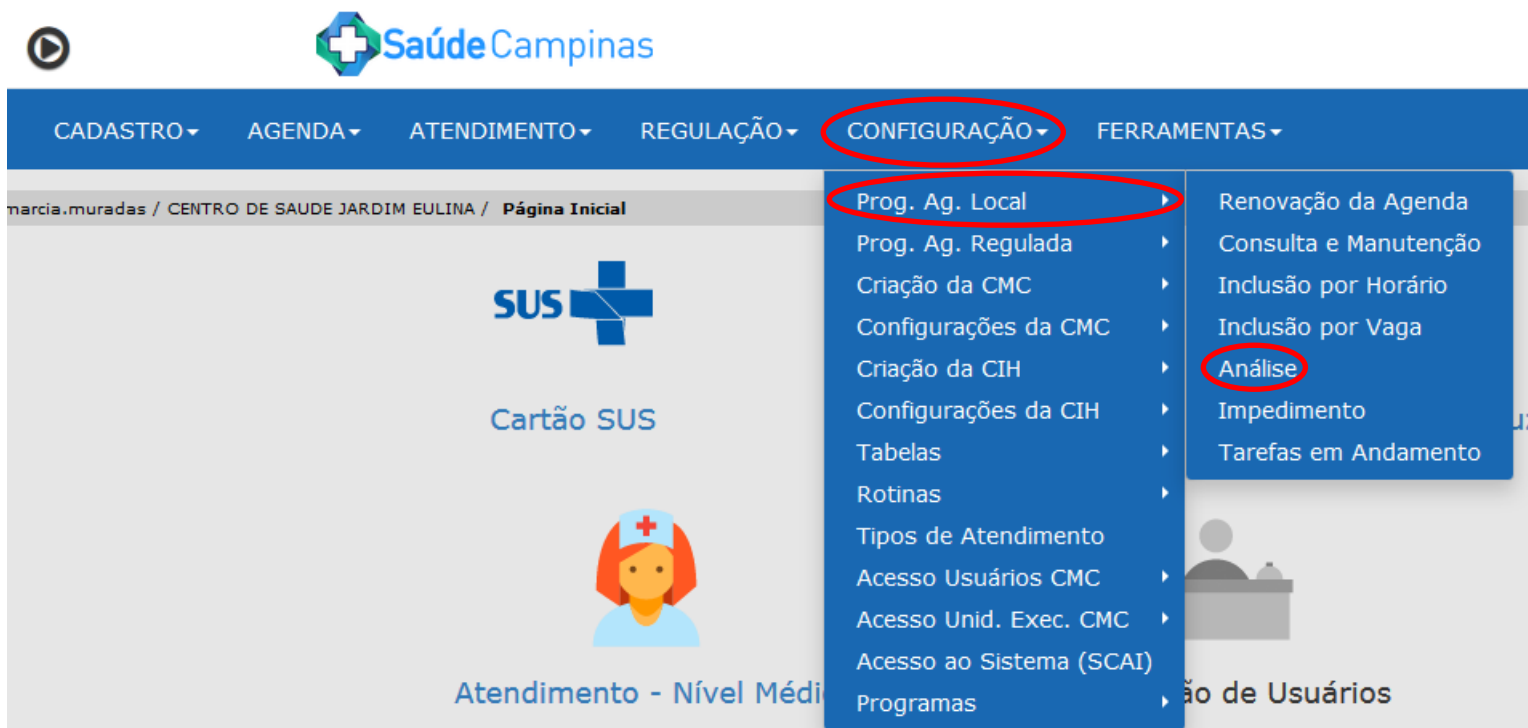 SaúdeCampinas
CADASTRO AGENDA ATENDIMENTO REGULAÇÃO CONFIGURAÇÃO FERRAMENTAS
marcia.muradas / CENTRO DE SAUDE JARDIM EULINA / Página Inicial
Prog. Ag. Local
Prog. Ag. Regulada
Criação da CMC
Configurações da CMC
Criação da CIH
Configurações da CIH
Tabelas
Rotinas
Tipos de Atendimento
Acesso Usuários CMC
Acesso Unid. Exec. CMC
Acesso ao Sistema (SCAI)
Programas
Renovação da Agenda
Consulta e Manutenção
Inclusão por Horário
Inclusão por Vaga
Análise
Impedimento
Tarefas em Andamento
SUS
Cartão SUS
Atendimento - Nível Médi
ão de Usuários